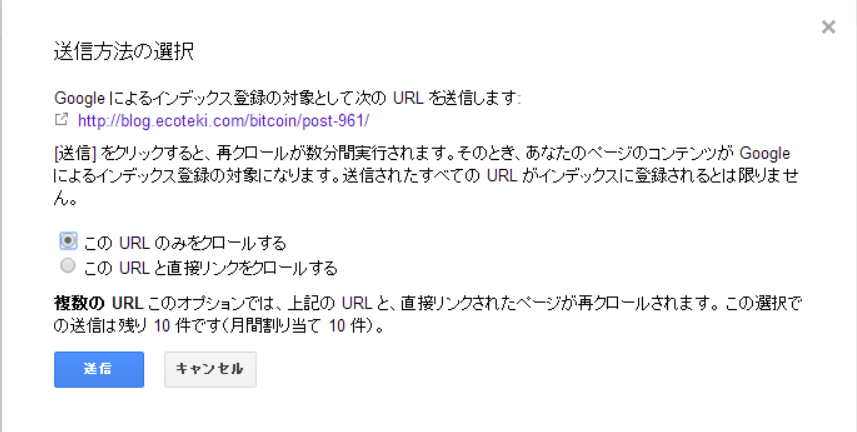 送信方法の選択
Google によるインデックス登録の対象として次の URL を送信します:
http://blog.ecoteki.com/bitcoin/post-961/
[送信] をクリックすると、再クロールが数分間実行されます。そのとき、あなたのページのコンテンツが Google
によるインデックス登録の対象になります。送信されたすべての URL がインデックスに登録されるとは限りませ
ん。
この URL のみをクロールする
この URL と直接リンクをクロールする
複数の URL このオプションでは、上記の URL と、直接リンクされたページが再クロールされます。この選択で
の送信は残り 10 件です(月間割り当て 10 件)。
送信 キャンセル